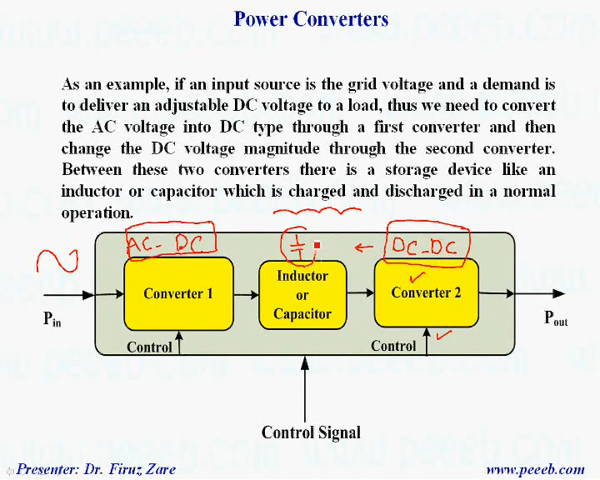 Power Converters
As an example, if an input source is the grid voltage and a demand is
to deliver an adjustable DC voltage to a load, thus we need to convert
the AC voltage into DC type through a first converter and then
change the DC voltage magnitude through the second converter.
Between these two converters there is a storage device like an
inductor or capacitor which is charged and discharged in a normal
operation.
AC-DC
DC-DC
Converter 1
Inductor
or
Capacitor
Converter 2
Pin
Pout
Control
Control
Control Signal
Presenter: Dr. Firuz Zare
www.peeeb.com